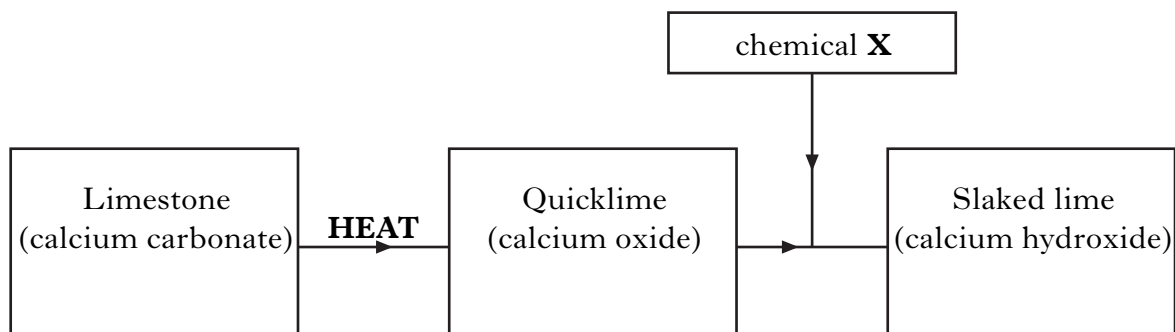 chemical X
Limestone
(calcium carbonate)
HEAT
Quicklime
(calcium oxide)
Slaked lime
(calcium hydroxide)